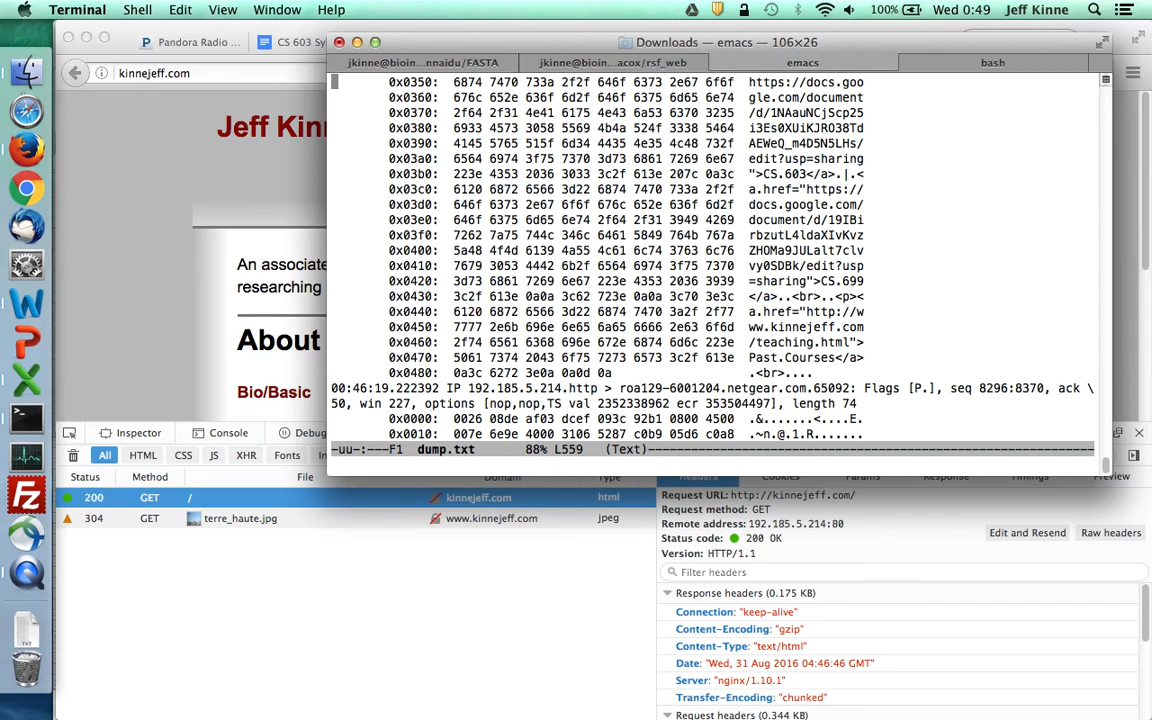 Terminal Shell Edit View Window Help 100% Wed 0:49 Jeff Kinne
Pandora Radio ... CS 603 Sy
kinnejeff.com
Jeff Kinn
An associate
researching
About
Bio/Basic
Downloads — emacs — 106×26
jkinne@bioin...nnaidu/FASTA jkinne@bioin...acox/rsf_web emacs bash
0x0350: 6874 7470 733a 2f2f 646f 6373 2e67 6f6f https://docs.goo
0x0360: 676c 652e 636f 6d2f 646f 6375 6d65 6e74 gle.com/document
0x0370: 2f64 2f31 4e41 6175 4e43 6a53 6370 3235 /d/1NAauNCjScp25
0x0380: 6933 4573 3058 5569 4b4a 524f 3338 5464 i3Es0XUiKJRO38Td
0x0390: 4145 5765 515f 6d34 4435 4e35 4c48 732f AEWeQ_m4D5N5LHs/
0x03a0: 6564 6974 3f75 7370 3d73 6861 7269 6e67 edit?usp=sharing
0x03b0: 223e 4353 2036 3033 3c2f 613e 207c 0a3c ">CS.603</a>.|.<
0x03c0: 6120 6872 6566 3d22 6874 7470 733a 2f2f a.href="https://
0x03d0: 646f 6373 2e67 6f6f 676c 652e 636f 6d2f docs.google.com/
0x03e0: 646f 6375 6d65 6e74 2f64 2f31 3949 4269 document/d/19IBi
0x03f0: 7262 7a75 744c 346c 6461 5849 764b 767a rbzutL4ldaXIvKvz
0x0400: 5a48 4f4d 6139 4a55 4c61 6c74 3763 6c76 ZHOMa9JULalt7clv
0x0410: 7679 3053 4442 6b2f 6564 6974 3f75 7370 vy0SDBk/edit?usp
0x0420: 3d73 6861 7269 6e67 223e 4353 2036 3939 =sharing">CS.699
0x0430: 3c2f 613e 0a0a 3c62 723e 0a0a 3c70 3e3c </a>..<br>..<p><
0x0440: 6120 6872 6566 3d22 6874 7470 3a2f 2f77 a.href="http://w
0x0450: 7777 2e6b 696e 6e65 6a65 6666 2e63 6f6d ww.kinnejeff.com
0x0460: 2f74 6561 6368 696e 672e 6874 6d6c 223e /teaching.html">
0x0470: 5061 7374 2043 6f75 7273 6573 3c2f 613e Past.Courses</a>
0x0480: 0a3c 6272 3e0a 0a0d 0a .<br>....
00:46:19.222392 IP 192.185.5.214.http > roa129-6001204.netgear.com.65092: Flags [P.], seq 8296:8370, ack \
50, win 227, options [nop,nop,TS val 2352338962 ecr 353504497], length 74
0x0000: 0026 08de af03 dcef 093c 92b1 0800 4500 .&.......<....E.
0x0010: 007e 6e9e 4000 3106 5287 c0b9 05d6 c0a8 .~n.@.1.R.......
-uu-:---F1 dump.txt 88% L559 (Text)
Inspector Console Debug
All HTML CSS JS XHR Fonts
Status Method File Domain Type Headers Cookies Params Response Timings Preview
200 GET / kinnejeff.com html
304 GET terre_haute.jpg www.kinnejeff.com jpeg
Request URL: http://kinnejeff.com/
Request method: GET
Remote address: 192.185.5.214:80
Status code: 200 OK
Edit and Resend Raw headers
Version: HTTP/1.1
Filter headers
Response headers (0.175 KB)
Connection: "keep-alive"
Content-Encoding: "gzip"
Content-Type: "text/html"
Date: "Wed, 31 Aug 2016 04:46:46 GMT"
Server: "nginx/1.10.1"
Transfer-Encoding: "chunked"
Request headers (0.344 KB)